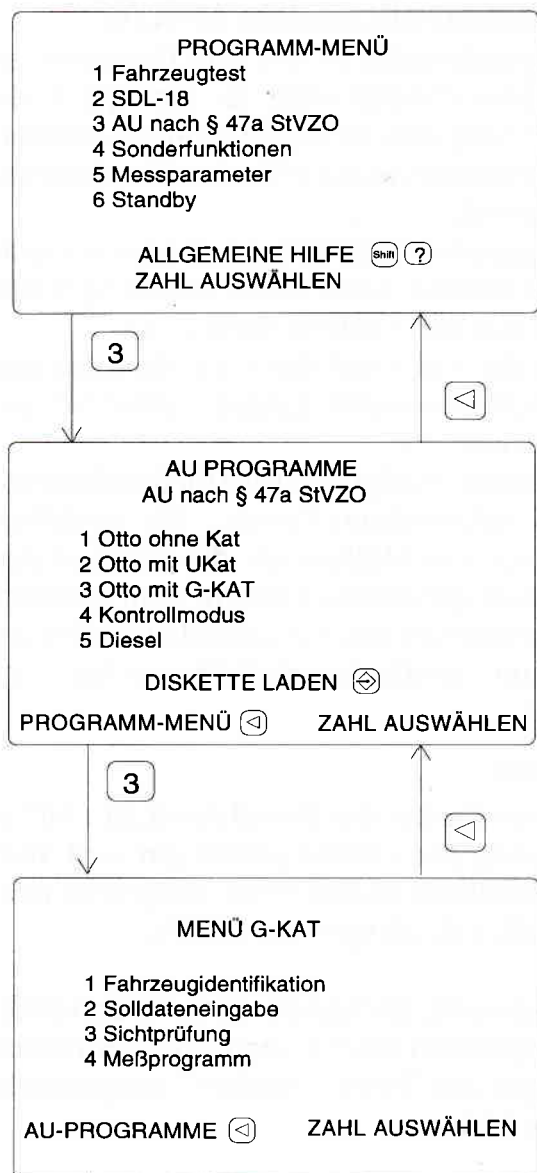 PROGRAMM-MENÜ
1 Fahrzeugtest
2 SDL-18
3 AU nach § 47a StVZO
4 Sonderfunktionen
5 Messparameter
6 Standby
ALLGEMEINE HILFE Shift ?
ZAHL AUSWÄHLEN
3
AU PROGRAMME
AU nach § 47a StVZO
1 Otto ohne Kat
2 Otto mit UKat
3 Otto mit G-KAT
4 Kontrollmodus
5 Diesel
DISKETTE LADEN
PROGRAMM-MENÜ ZAHL AUSWÄHLEN
3
MENÜ G-KAT
1 Fahrzeugidentifikation
2 Solldateneingabe
3 Sichtprüfung
4 Meßprogramm
AU-PROGRAMME ZAHL AUSWÄHLEN